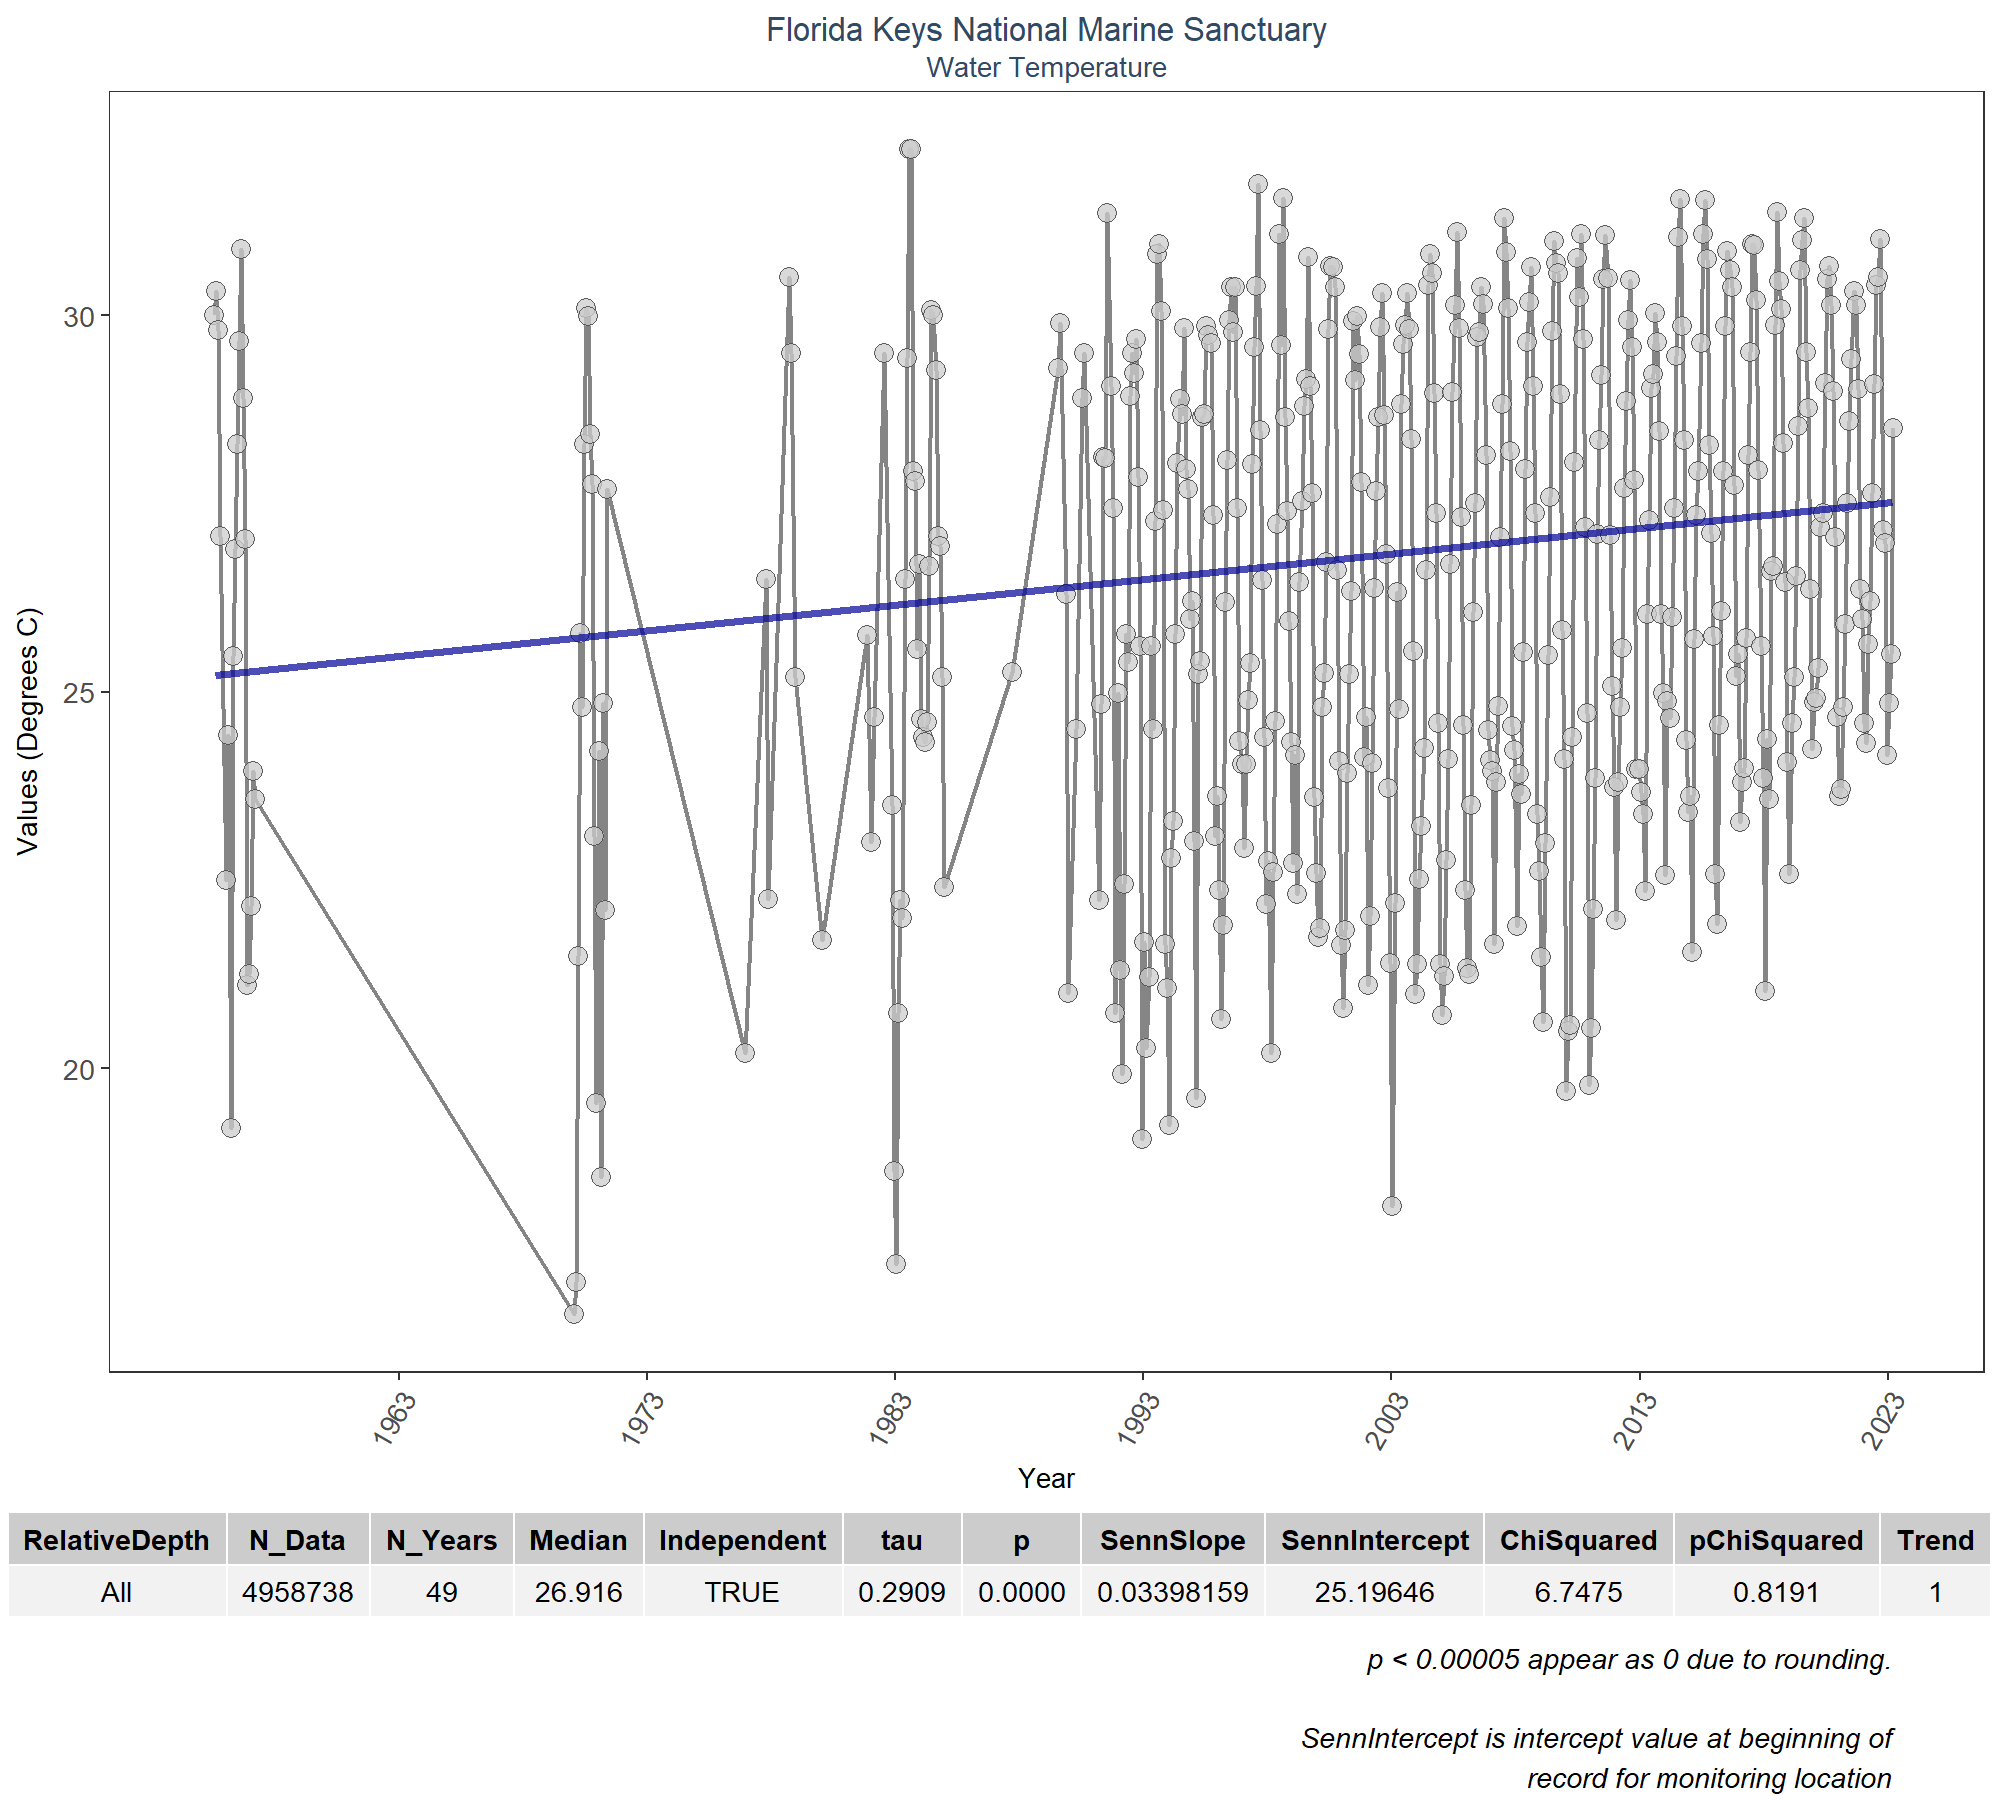 Florida Keys National Marine Sanctuary
Water Temperature
Values (Degrees C)
30
25
20
1963
1973
1983
1993
2003
2013
2023
Year
RelativeDepth N_Data N_Years Median Independent tau p SennSlope SennIntercept ChiSquared pChiSquared Trend
All 4958738 49 26.916 TRUE 0.2909 0.0000 0.03398159 25.19646 6.7475 0.8191 1
p < 0.00005 appear as 0 due to rounding.
SennIntercept is intercept value at beginning of
record for monitoring location